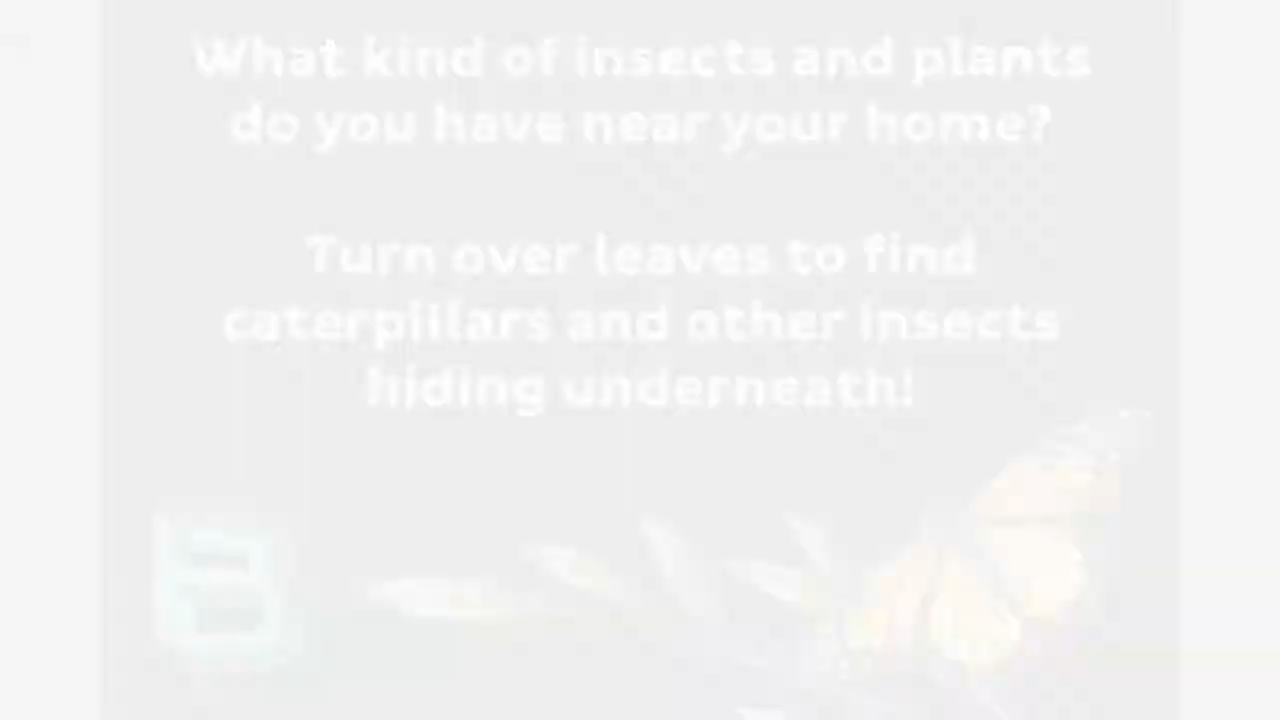 What kind of insects and plants
do you have near your home?
Turn over leaves to find
caterpillars and other insects
hiding underneath!
B